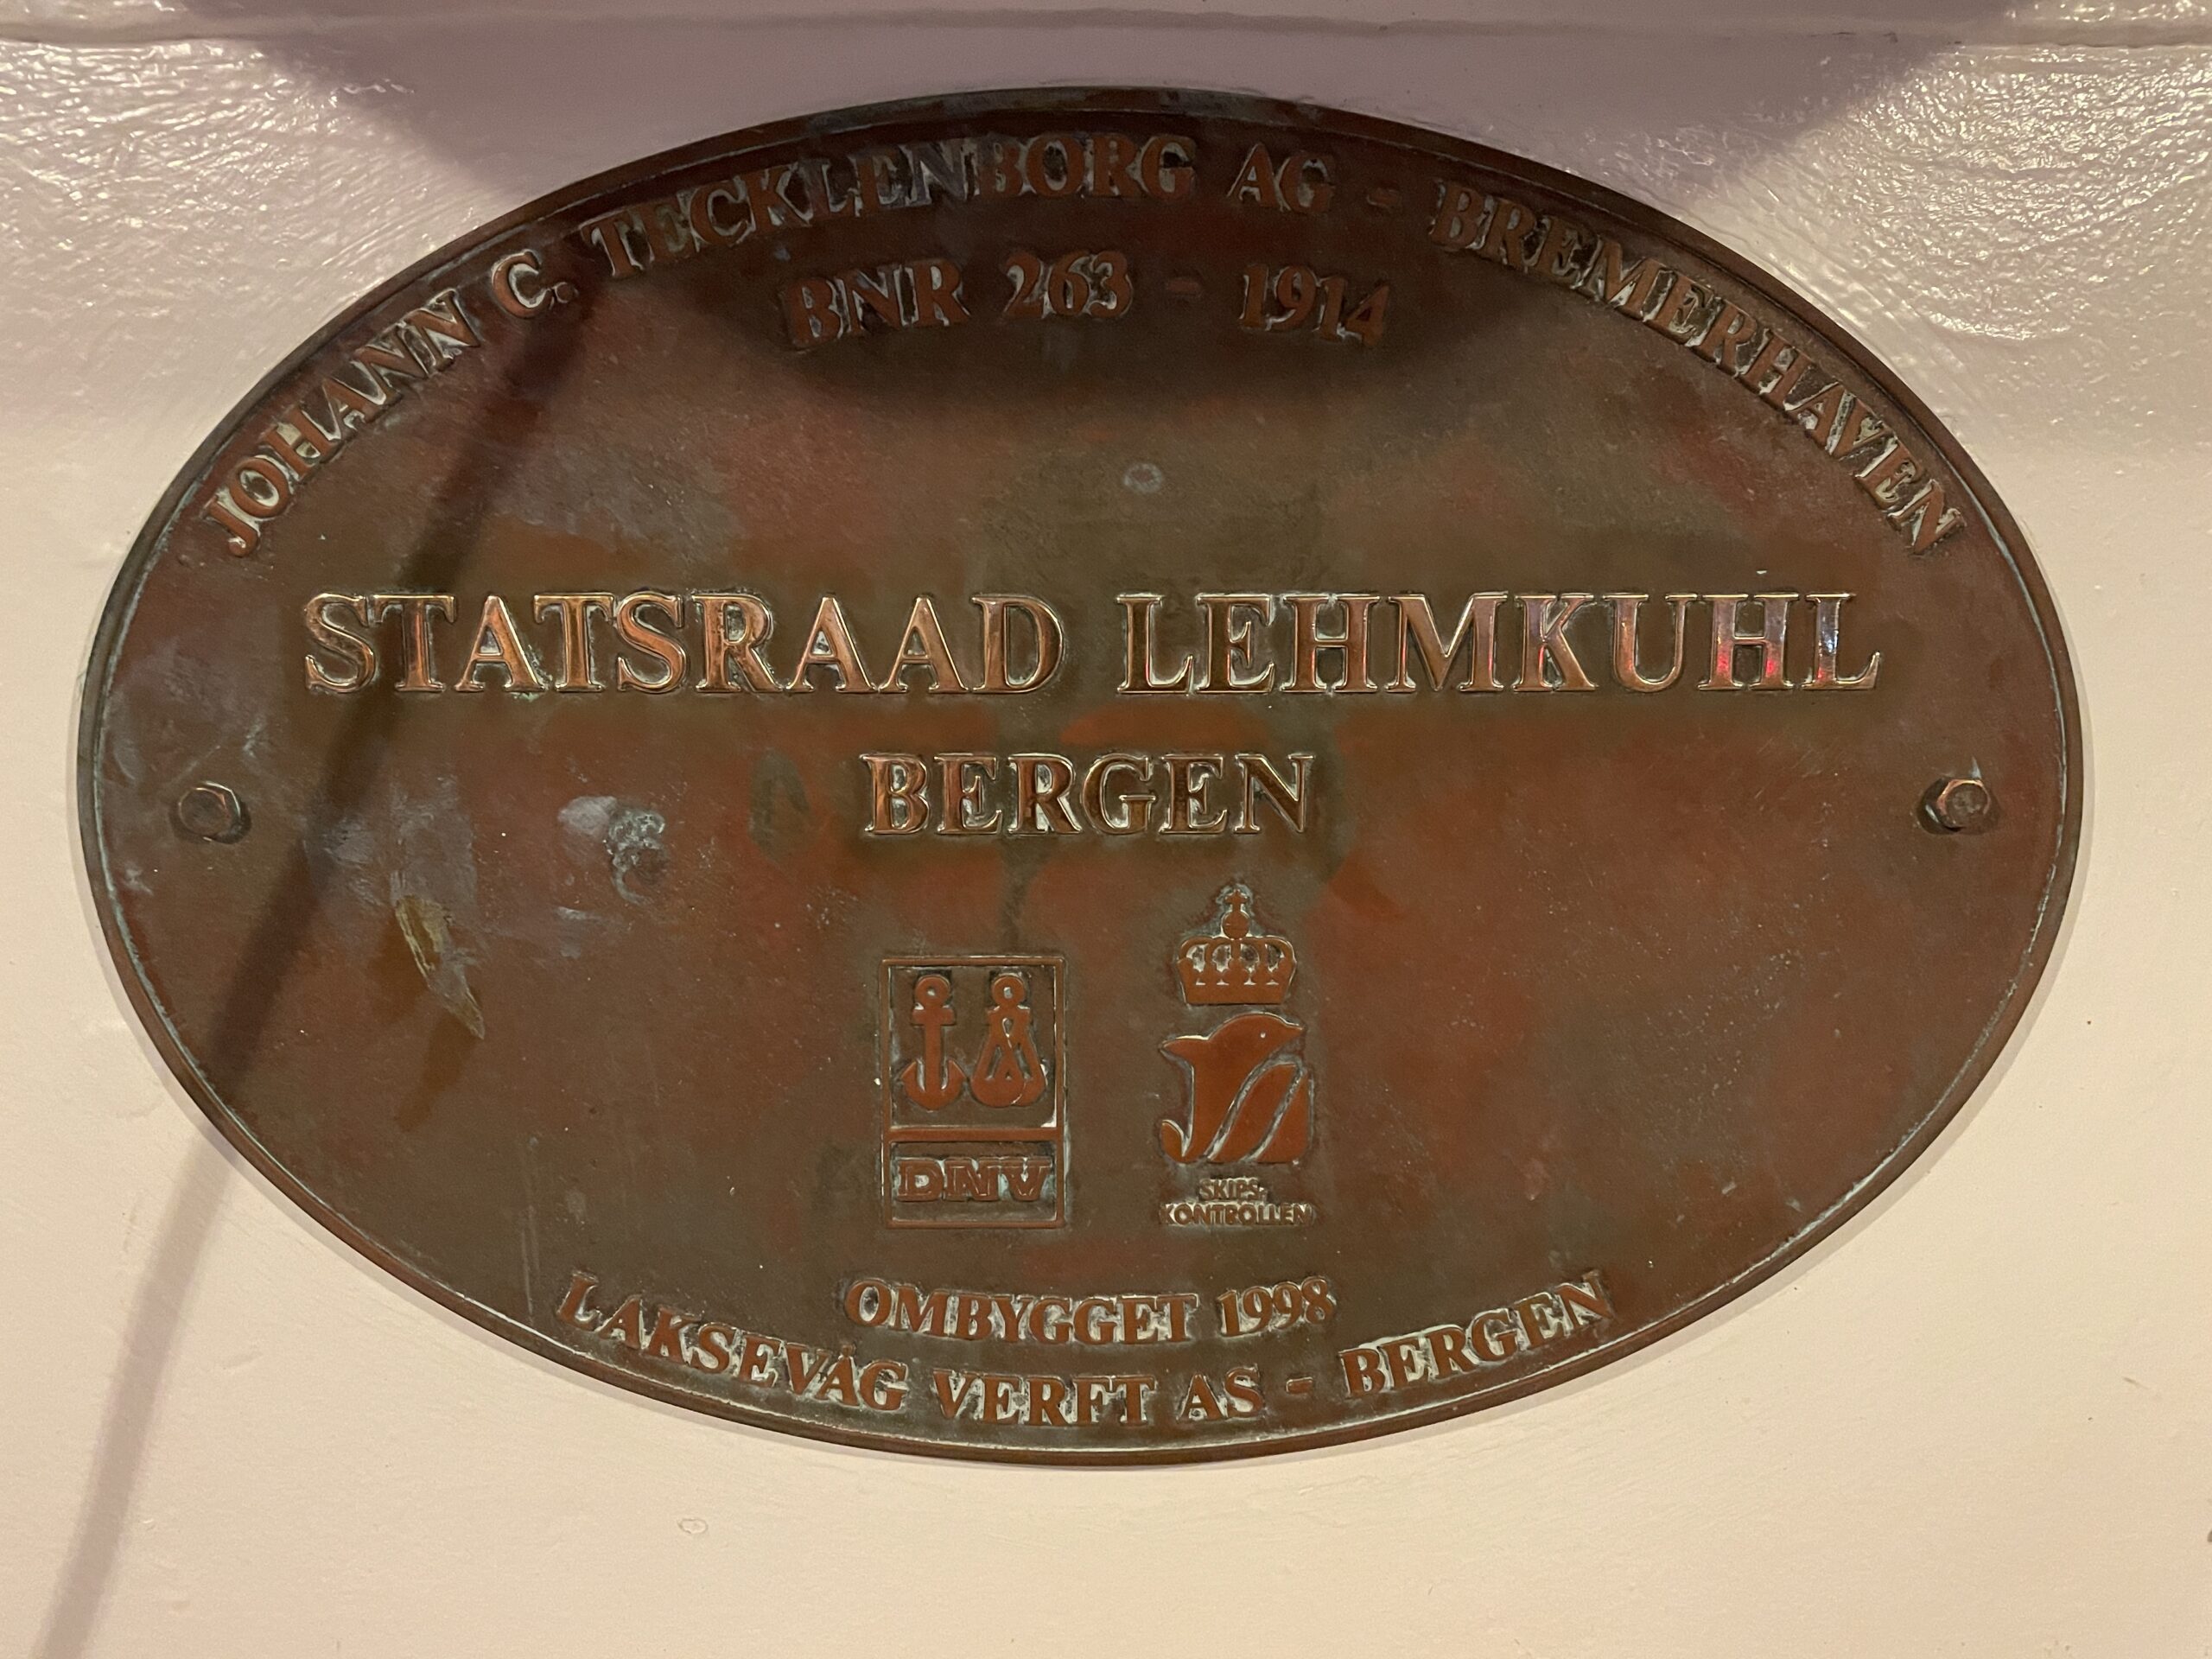 JOHANN C. TECKLENBORG AG - BREMERHAVEN
BNR 263 - 1914
STATSRAAD LEHMKUHL
BERGEN
DNV
SKIPS-
KONTROLLEN
OMBYGGET 1998
LAKSEVÅG VERFT AS - BERGEN